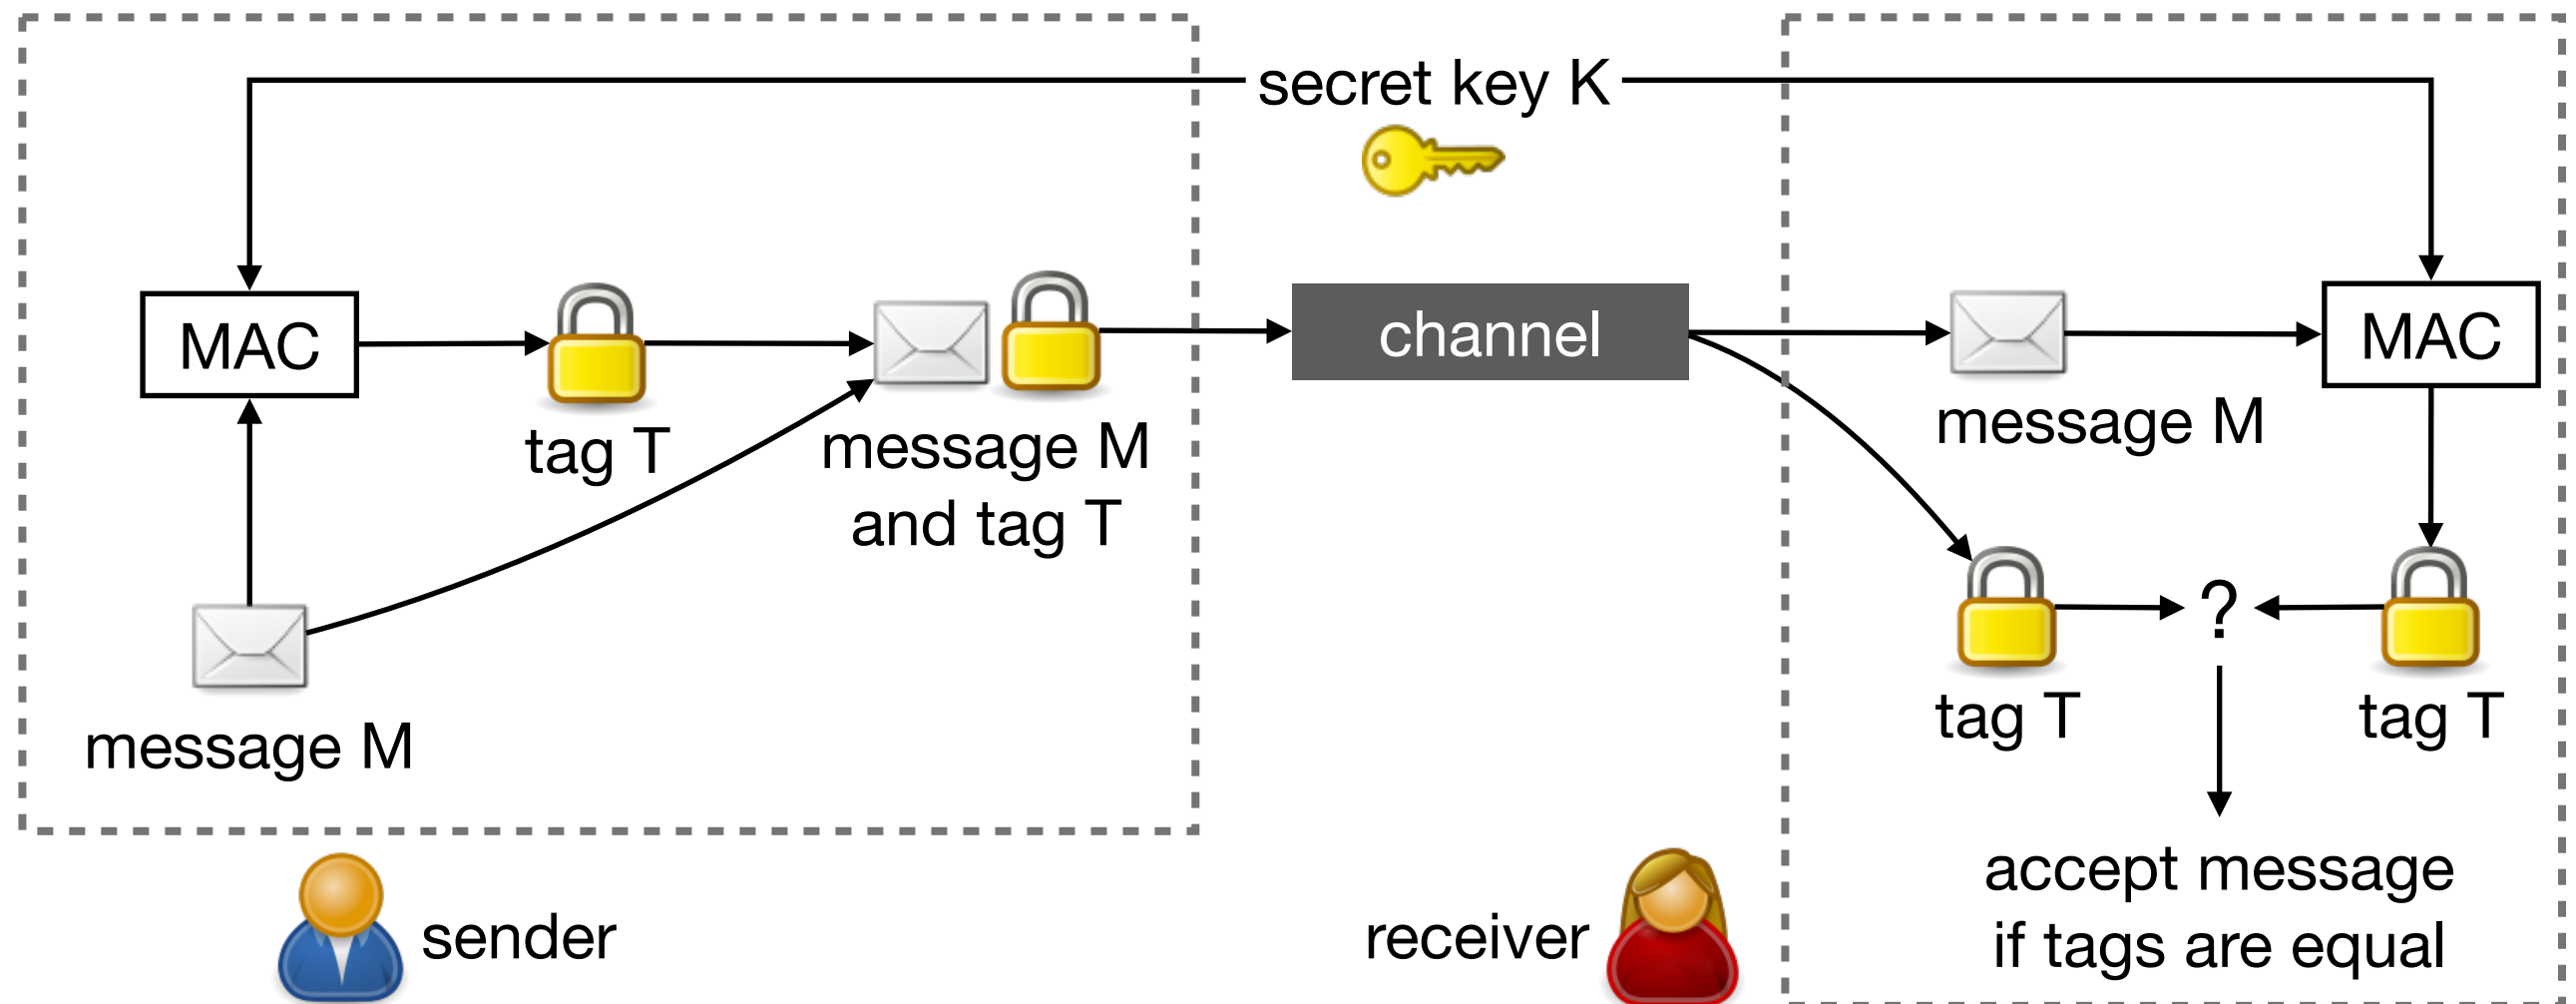 secret key K
MAC
channel
MAC
tag T
message M
and tag T
message M
message M
tag T
?
tag T
accept message
if tags are equal
sender
receiver